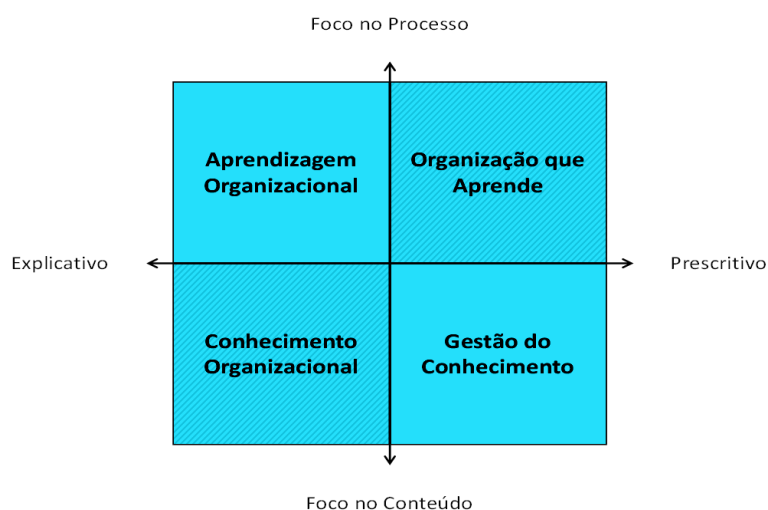 Foco no Processo
Aprendizagem
Organizacional
Organização que
Aprende
Explicativo
Prescritivo
Conhecimento
Organizacional
Gestão do
Conhecimento
Foco no Conteúdo